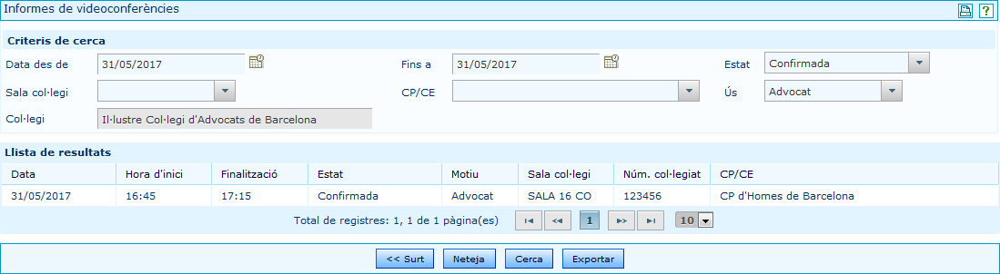 Informes de videoconferències ?
Criteris de cerca
Data des de 31/05/2017 Fins a 31/05/2017 Estat Confirmada
Sala col·legi CP/CE Ús Advocat
Col·legi Il·lustre Col·legi d'Advocats de Barcelona
Llista de resultats
Data Hora d'inici Finalització Estat Motiu Sala col·legi Núm. col·legiat CP/CE
31/05/2017 16:45 17:15 Confirmada Advocat SALA 16 CO 123456 CP d'Homes de Barcelona
Total de registres: 1, 1 de 1 pàgina(es) 1 10
<< Surt Neteja Cerca Exportar